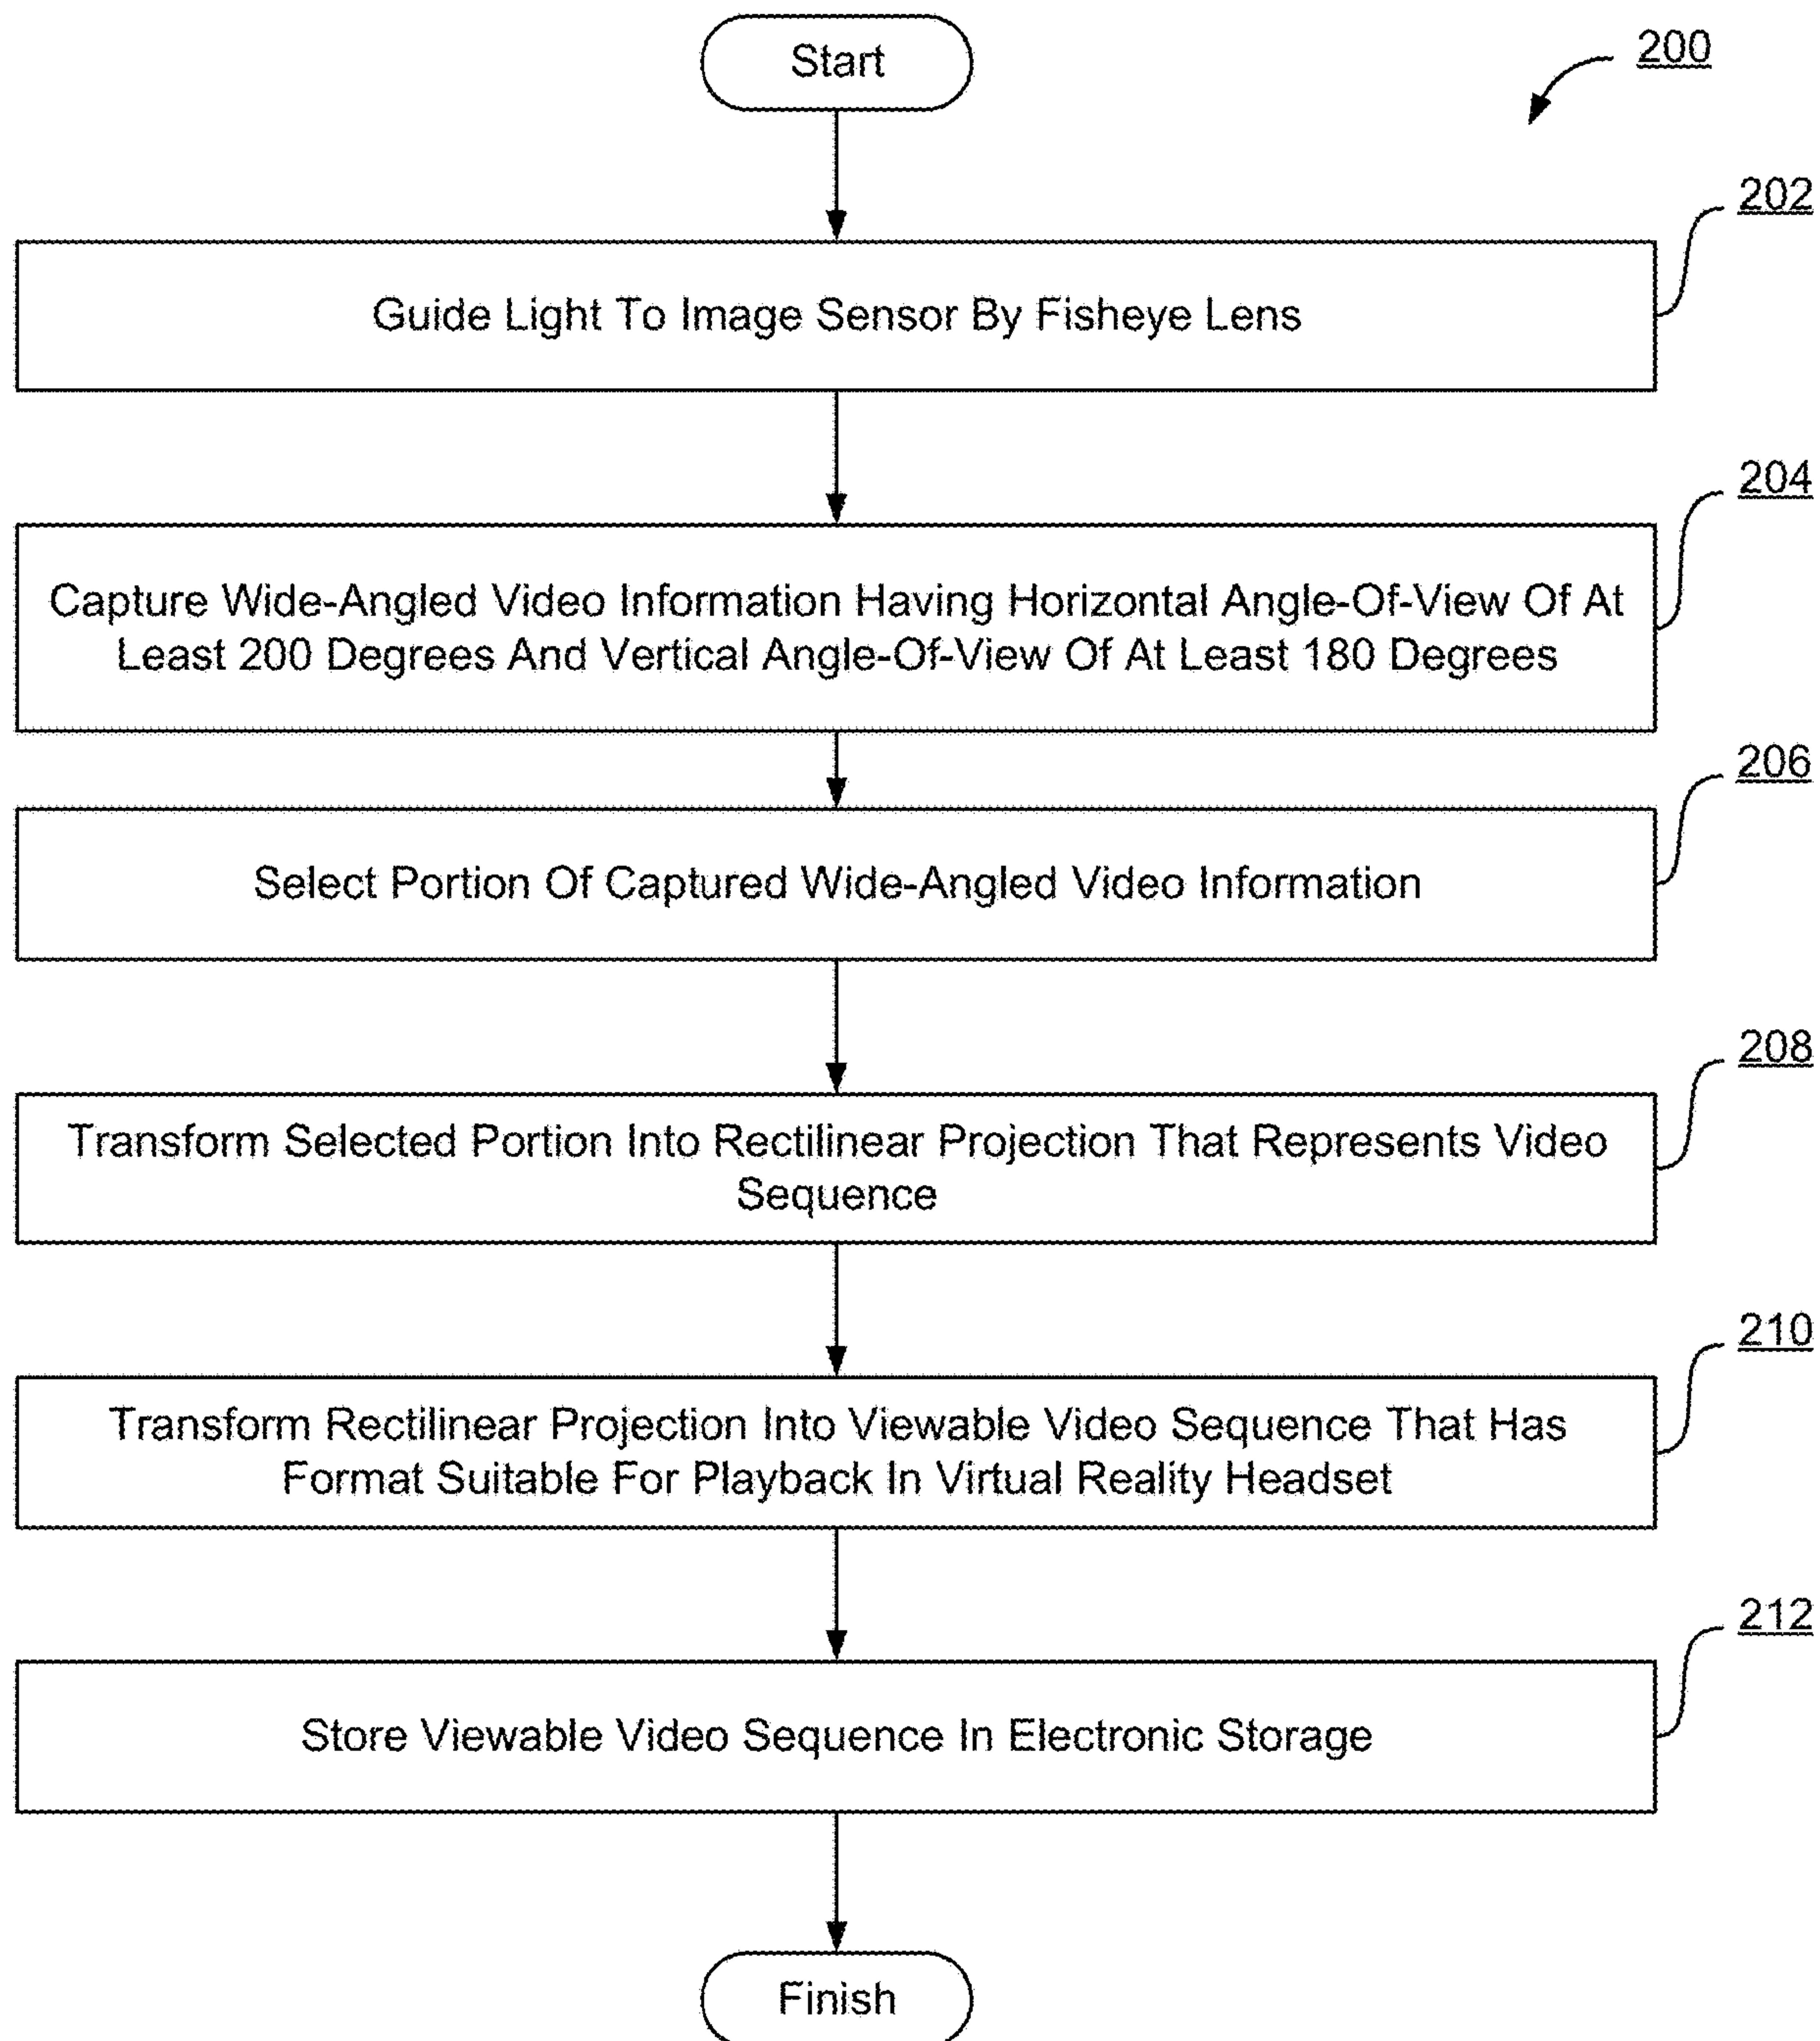 Start
200
202
Guide Light To Image Sensor By Fisheye Lens
204
Capture Wide-Angled Video Information Having Horizontal Angle-Of-View Of At
Least 200 Degrees And Vertical Angle-Of-View Of At Least 180 Degrees
206
Select Portion Of Captured Wide-Angled Video Information
208
Transform Selected Portion Into Rectilinear Projection That Represents Video
Sequence
210
Transform Rectilinear Projection Into Viewable Video Sequence That Has
Format Suitable For Playback In Virtual Reality Headset
212
Store Viewable Video Sequence In Electronic Storage
Finish